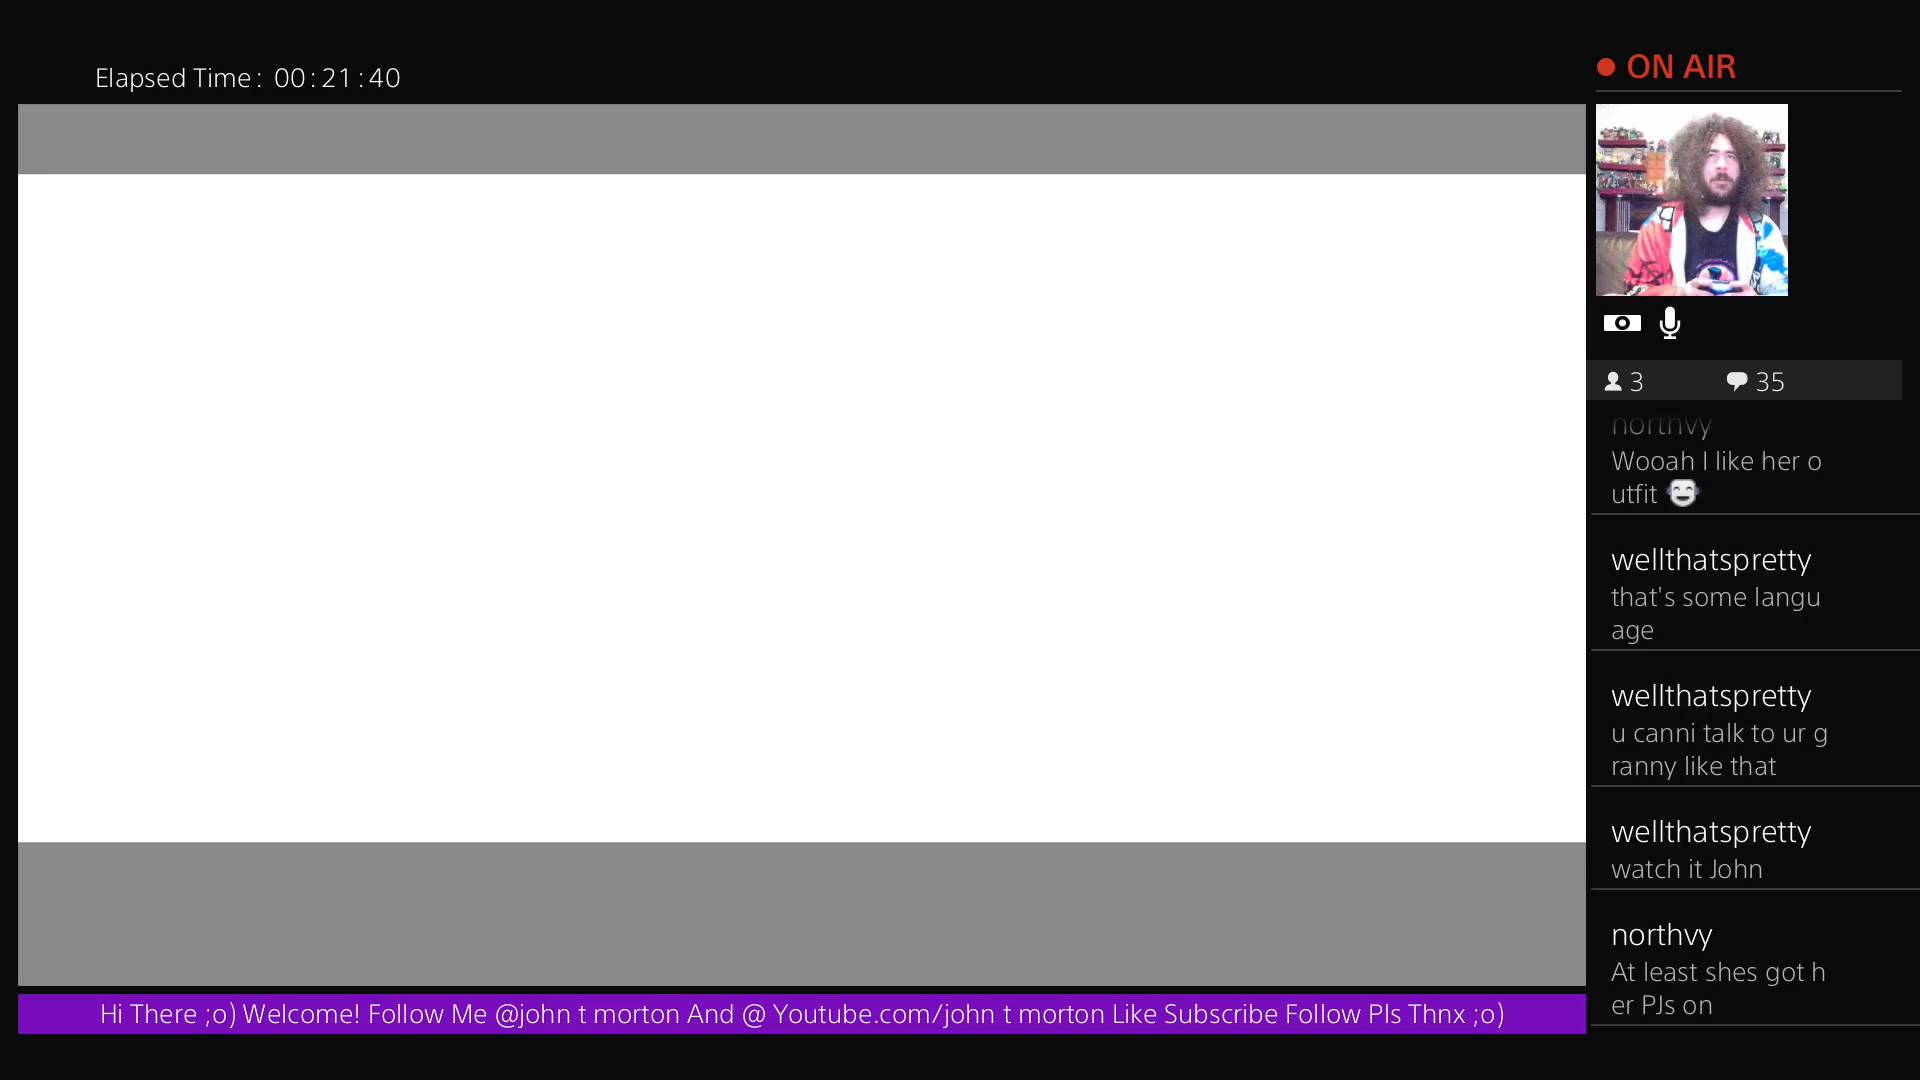 Elapsed Time: 00:21:40
ON AIR
3 35
northvy
Wooah I like her o
utfit
wellthatspretty
that's some langu
age
wellthatspretty
u canni talk to ur g
ranny like that
wellthatspretty
watch it John
northvy
At least shes got h
er PJs on
Hi There ;o) Welcome! Follow Me @john t morton And @ Youtube.com/john t morton Like Subscribe Follow Pls Thnx ;o)